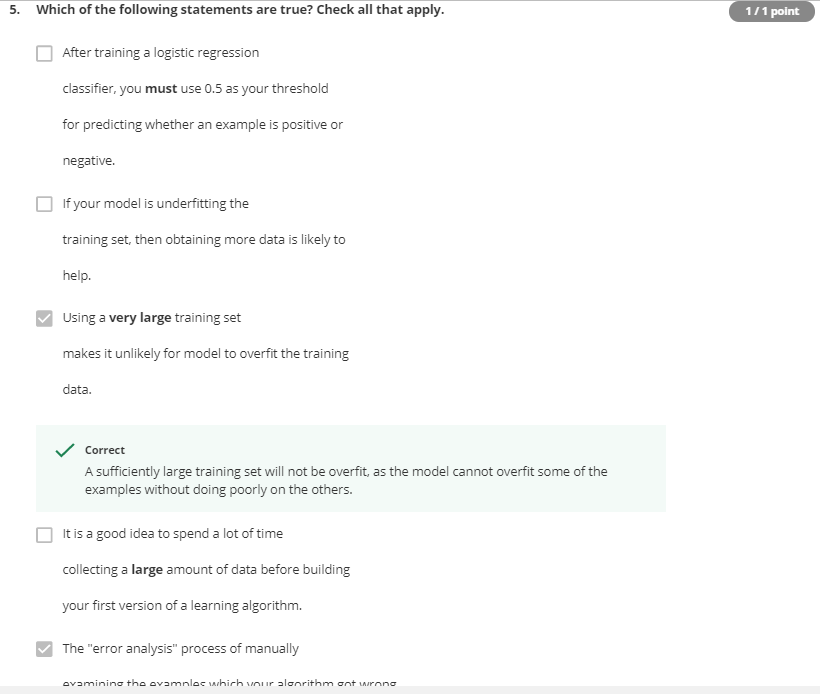 5. Which of the following statements are true? Check all that apply.
1 / 1 point
After training a logistic regression
classifier, you must use 0.5 as your threshold
for predicting whether an example is positive or
negative.
If your model is underfitting the
training set, then obtaining more data is likely to
help.
Using a very large training set
makes it unlikely for model to overfit the training
data.
Correct
A sufficiently large training set will not be overfit, as the model cannot overfit some of the
examples without doing poorly on the others.
It is a good idea to spend a lot of time
collecting a large amount of data before building
your first version of a learning algorithm.
The "error analysis" process of manually
examining the examples which your algorithm got wrong